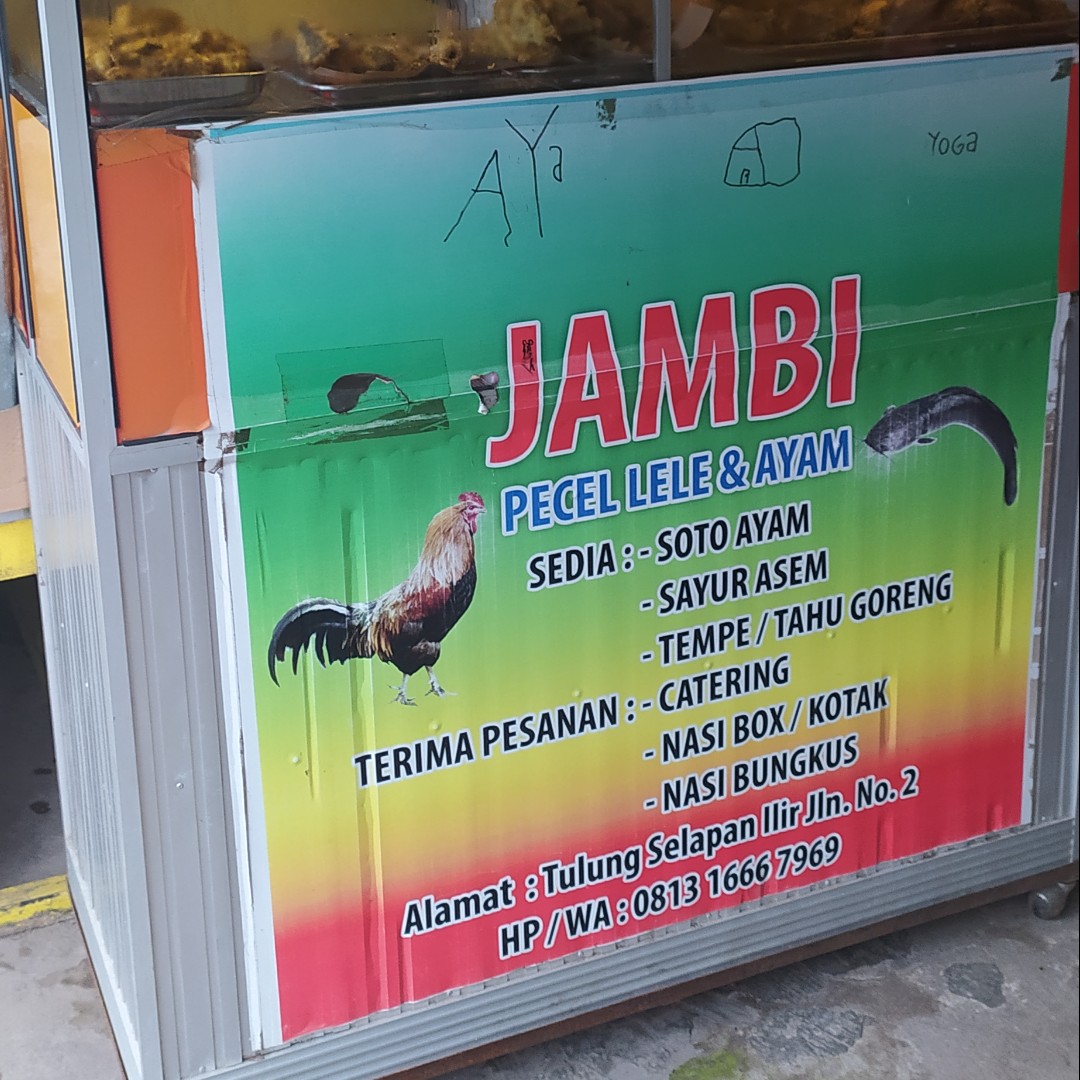 AYa
YOGa
JAMBI
PECEL LELE & AYAM
SEDIA : - SOTO AYAM
- SAYUR ASEM
- TEMPE / TAHU GORENG
TERIMA PESANAN : - CATERING
- NASI BOX / KOTAK
- NASI BUNGKUS
Alamat : Tulung Selapan Ilir Jln. No. 2
HP / WA : 0813 1666 7969